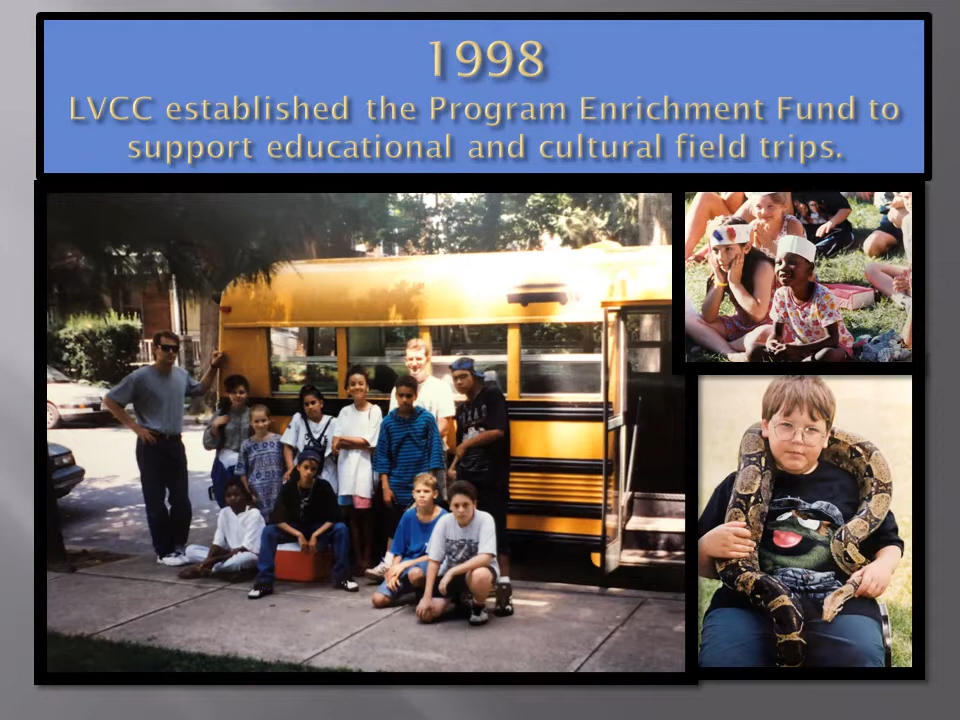 1998
LVCC established the Program Enrichment Fund to
support educational and cultural field trips.